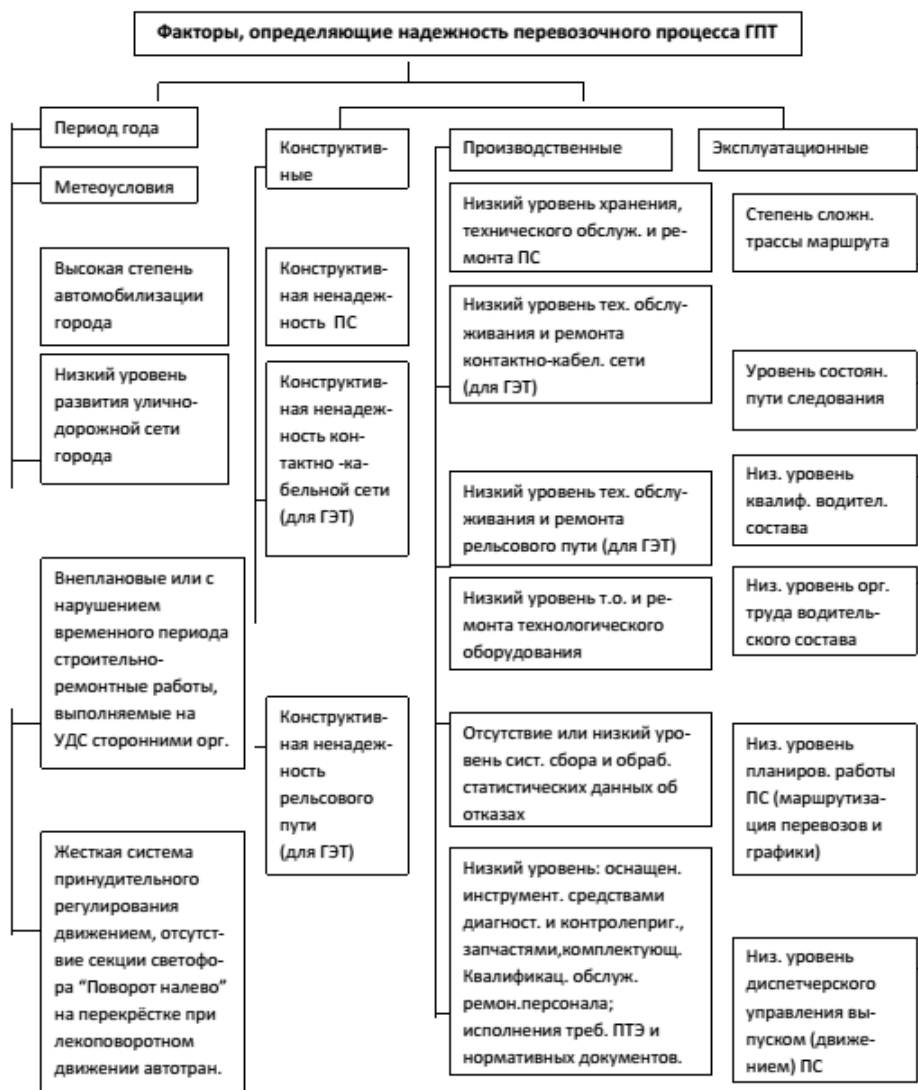 Факторы, определяющие надежность перевозочного процесса ГПТ
Период года
Метеоусловия
Высокая степень
автомобилизации
города
Низкий уровень
развития улично-
дорожной сети
города
Внеплановые или с
нарушением
временного периода
строительно-
ремонтные работы,
выполняемые на
УДС сторонними орг.
Жесткая система
принудительного
регулирования
движением, отсутст-
вие секции светофо-
ра “Поворот налево”
на перекрёстке при
лекоповоротном
движении автотран.
Конструктив-
ные
Конструктив-
ная ненадеж-
ность ПС
Конструктив-
ная ненадеж-
ность кон-
тактно -ка-
бельной сети
(для ГЭТ)
Конструктив-
ная ненадеж-
ность
рельсового
пути
(для ГЭТ)
Производственные
Низкий уровень хранения,
технического обслуж. и ре-
монта ПС
Низкий уровень тех. обслу-
живания и ремонта
контактно-кабел. сети
(для ГЭТ)
Низкий уровень тех. обслу-
живания и ремонта
рельсового пути (для ГЭТ)
Низкий уровень т.о. и ре-
монта технологического
оборудования
Отсутствие или низкий уро-
вень сист. сбора и обраб.
статистических данных об
отказах
Низкий уровень: оснащен.
инструмент. средствами
диагност. и контролеприг.,
запчастями,комплектующ.
Квалификац. обслуж.
ремон.персонала;
исполнения треб. ПТЭ и
нормативных документов.
Эксплуатационные
Степень сложн.
трассы маршрута
Уровень состоян.
пути следования
Низ. уровень
квалиф. водител.
состава
Низ. уровень орг.
труда водитель-
ского состава
Низ. уровень
планиров. работы
ПС (маршрутиза-
ция перевозов и
графики)
Низ. уровень
диспетчерского
управления вы-
пуском (движе-
нием) ПС